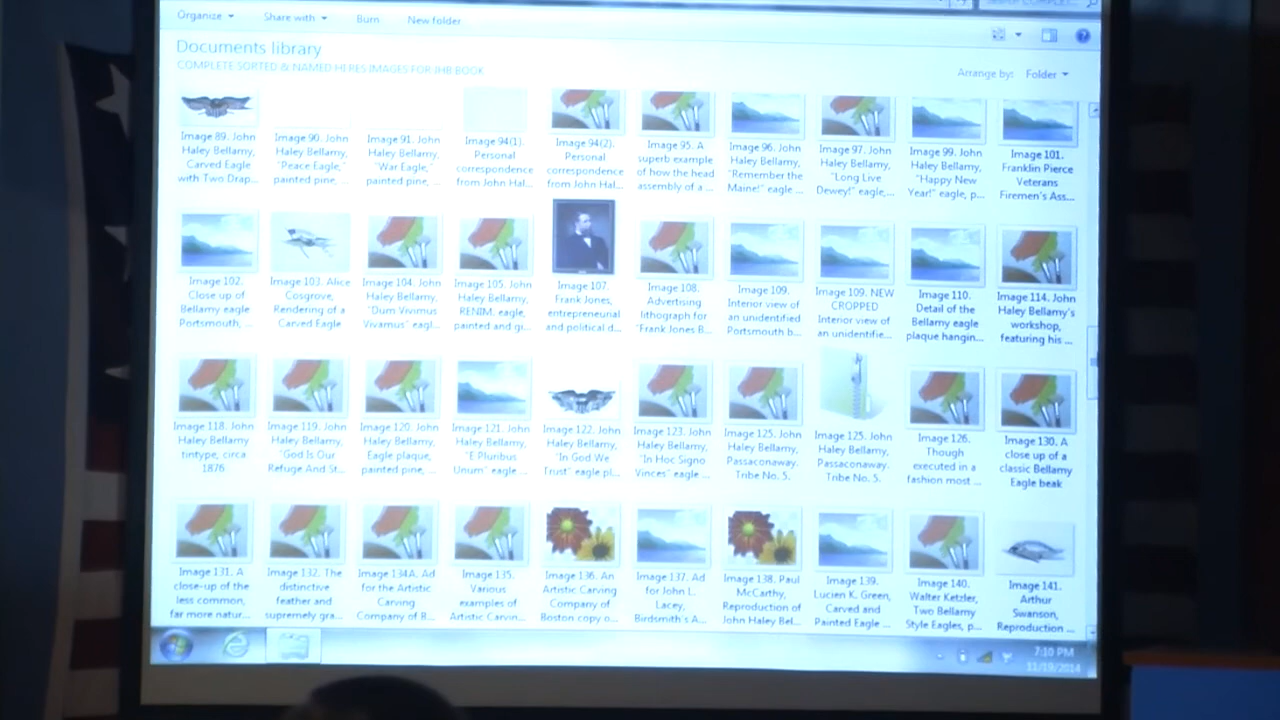 Organize
Share with
Burn
New folder
Documents library
COMPLETE SORTED & NAMED HERES IMAGES FOR JHB BOOK
Arrange by:
Folder
Image 89. John
Haley Bellamy,
Carved Eagle
with Two Drap...
Image 90. John
Haley Bellamy,
"Peace Eagle,"
painted pine, ...
Image 91. John
Haley Bellamy,
"War Eagle,"
painted pine, ...
Image 94(1).
Personal
correspondence
from John Hal...
Image 94(2).
Personal
correspondence
from John Hal...
Image 95. A
superb example
of how the head
assembly of a ...
Image 96. John
Haley Bellamy,
"Remember the
Maine!" eagle ...
Image 97. John
Haley Bellamy,
"Long Live
Dewey!" eagle,...
Image 99. John
Haley Bellamy,
"Happy New
Year!" eagle, p...
Image 101.
Franklin Pierce
Veterans
Firemen's Ass...
Image 102.
Close up of
Bellamy eagle
Portsmouth, ...
Image 103. Alice
Cosgrove,
Rendering of a
Carved Eagle
Image 104. John
Haley Bellamy,
"Dum Vivimus
Vivamus" eagl...
Image 105. John
Haley Bellamy,
RENIM. eagle,
painted and gi...
Image 107.
Frank Jones,
entrepreneurial
and political d...
Image 108.
Advertising
lithograph for
"Frank Jones B...
Image 109.
Interior view of
an unidentified
Portsmouth b...
Image 109. NEW
CROPPED
Interior view of
an unidentifie...
Image 110.
Detail of the
Bellamy eagle
plaque hangin...
Image 114. John
Haley Bellamy's
workshop,
featuring his ...
Image 118. John
Haley Bellamy
tintype, circa
1876
Image 119. John
Haley Bellamy,
"God Is Our
Refuge And St...
Image 120. John
Haley Bellamy,
Eagle plaque,
painted pine, ...
Image 121. John
Haley Bellamy,
"E Pluribus
Unum" eagle ...
Image 122. John
Haley Bellamy,
"In God We
Trust" eagle pl...
Image 123. John
Haley Bellamy,
"In Hoc Signo
Vinces" eagle ...
Image 125. John
Haley Bellamy,
Passaconaway.
Tribe No. 5.
Image 125. John
Haley Bellamy,
Passaconaway.
Tribe No. 5.
Image 126.
Though
executed in a
fashion most ...
Image 130. A
close up of a
classic Bellamy
Eagle beak
Image 131. A
close-up of the
less common,
far more natur...
Image 132. The
distinctive
feather and
supremely gra...
Image 134A. Ad
for the Artistic
Carving
Company of B...
Image 135.
Various
examples of
Artistic Carvin...
Image 136. An
Artistic Carving
Company of
Boston copy o...
Image 137. Ad
for John L.
Lacey,
Birdsmith's A...
Image 138. Paul
McCarthy,
Reproduction of
John Haley Bel...
Image 139.
Lucien K. Green,
Carved and
Painted Eagle ...
Image 140.
Walter Ketzler,
Two Bellamy
Style Eagles, p...
Image 141.
Arthur
Swanson,
Reproduction ...
7:10 PM
11/19/2014